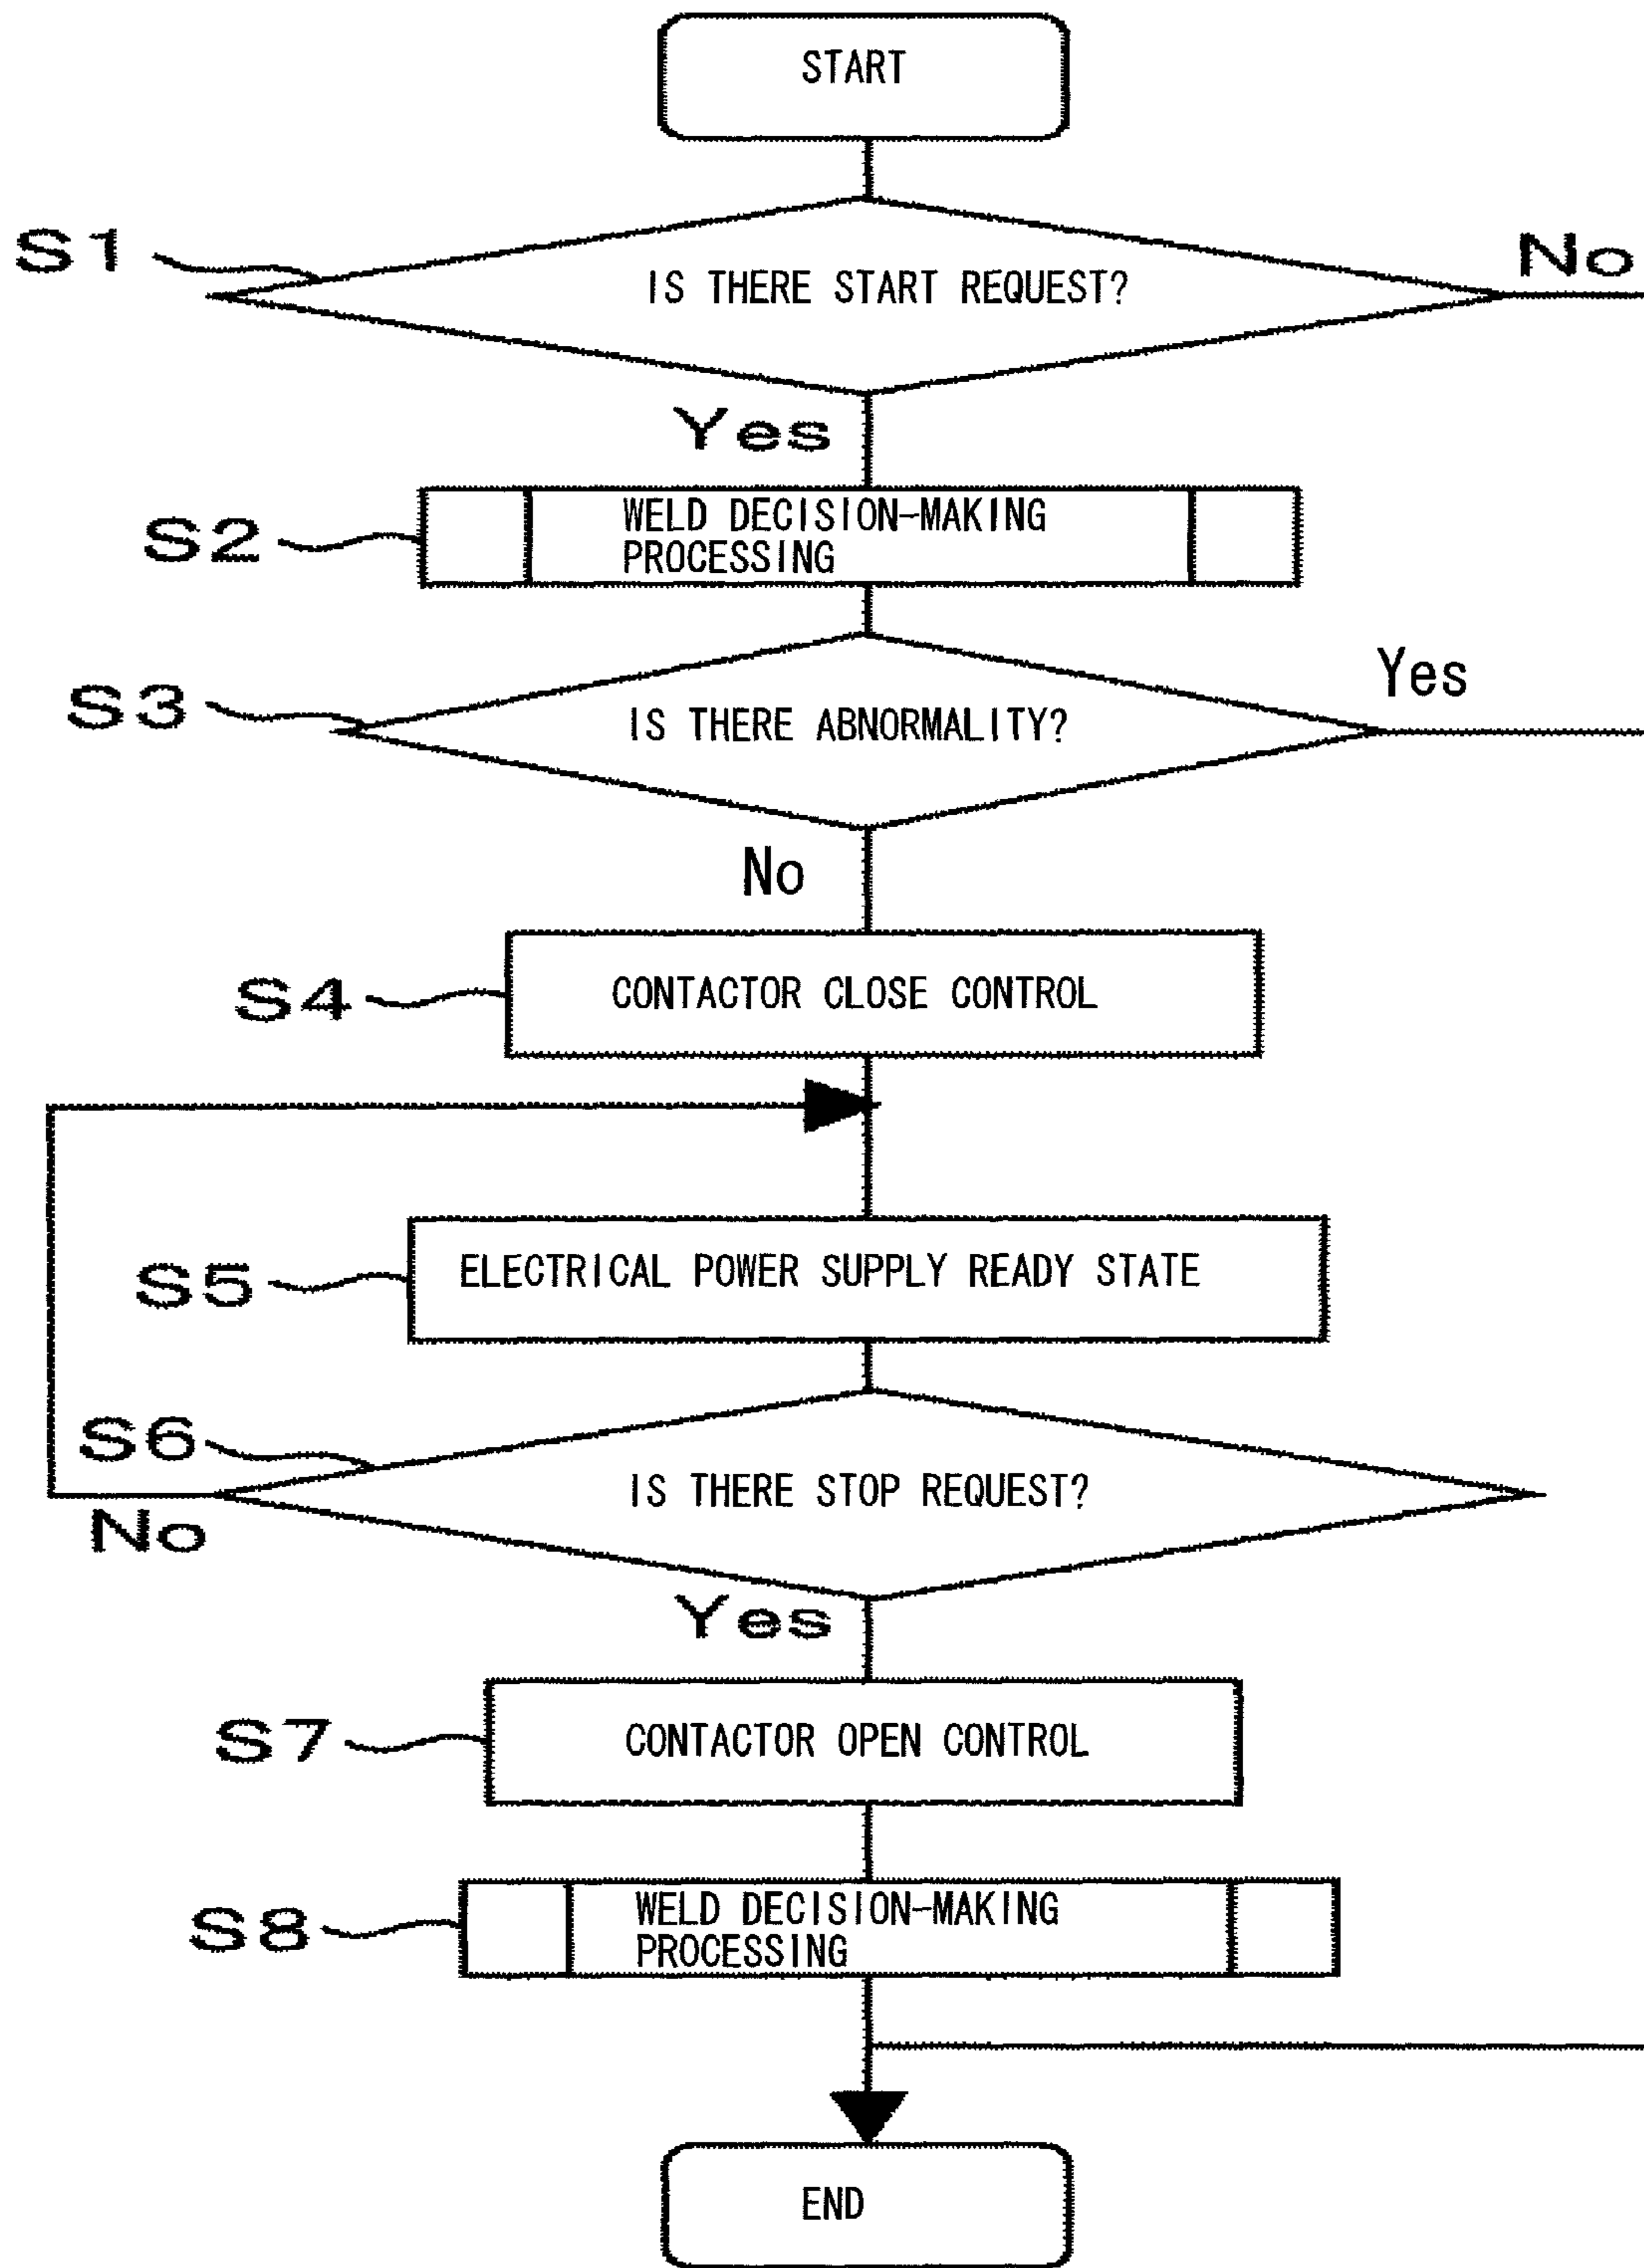 START
S1
IS THERE START REQUEST?
No
Yes
S2
WELD DECISION-MAKING
PROCESSING
S3
IS THERE ABNORMALITY?
Yes
No
S4
CONTACTOR CLOSE CONTROL
S5
ELECTRICAL POWER SUPPLY READY STATE
S6
IS THERE STOP REQUEST?
No
Yes
S7
CONTACTOR OPEN CONTROL
S8
WELD DECISION-MAKING
PROCESSING
END